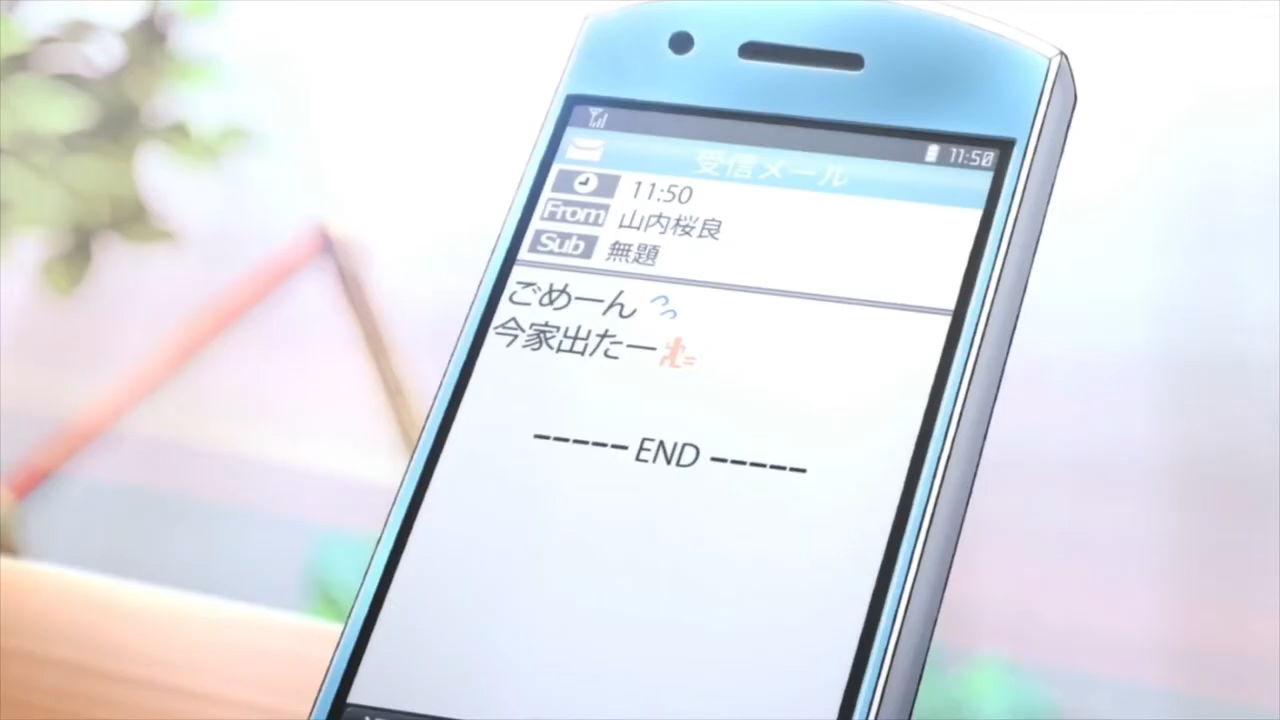 11:50
受信メール
11:50
From 山内桜良
Sub 無題
ごめーん
今家出たー
-----END-----